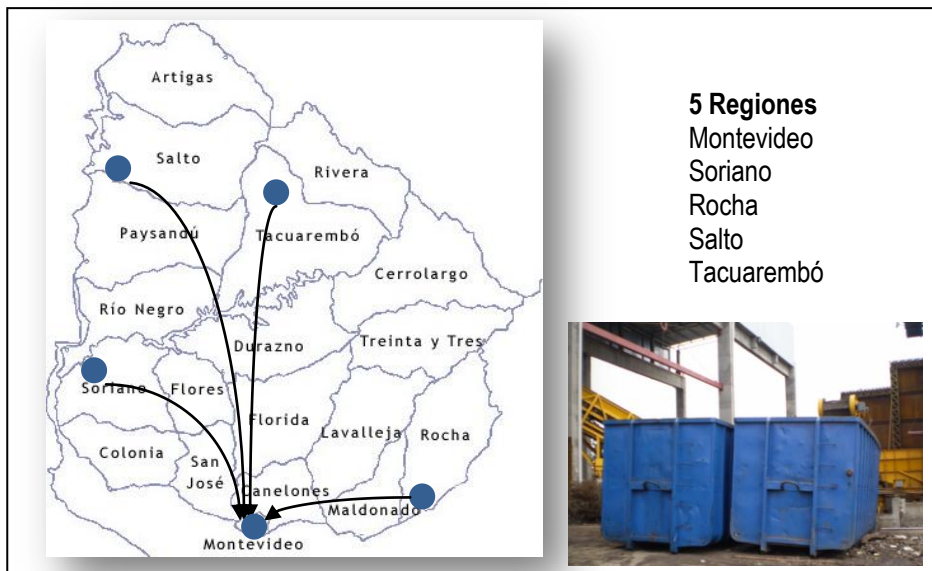 Artigas
Salto
Rivera
Paysandú
Tacuarembó
Cerrolargo
Río Negro
Durazno
Treinta y Tres
Soriano
Flores
Florida
Lavalleja
Rocha
Colonia
San
José
Canelones
Maldonado
Montevideo
5 Regiones
Montevideo
Soriano
Rocha
Salto
Tacuarembó